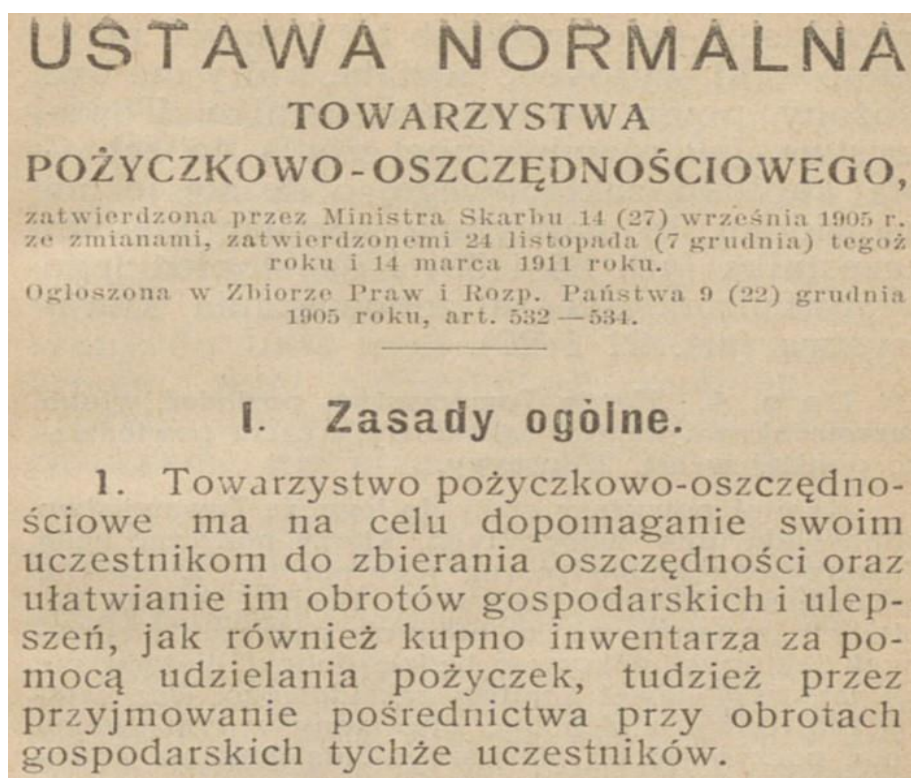 USTAWA NORMALNA
TOWARZYSTWA
POŻYCZKOWO-OSZCZĘDNOŚCIOWEGO,
zatwierdzona przez Ministra Skarbu 14 (27) września 1905 r.
ze zmianami, zatwierdzonemi 24 listopada (7 grudnia) tegoż
roku i 14 marca 1911 roku.
Ogłoszona w Zbiorze Praw i Rozp. Państwa 9 (22) grudnia
1905 roku, art. 532—534.
I. Zasady ogólne.
1. Towarzystwo pożyczkowo-oszczędno-
ściowe ma na celu dopomaganie swoim
uczestnikom do zbierania oszczędności oraz
ułatwianie im obrotów gospodarskich i ulep-
szeń, jak również kupno inwentarza za po-
mocą udzielania pożyczek, tudzież przez
przyjmowanie pośrednictwa przy obrotach
gospodarskich tychże uczestników.